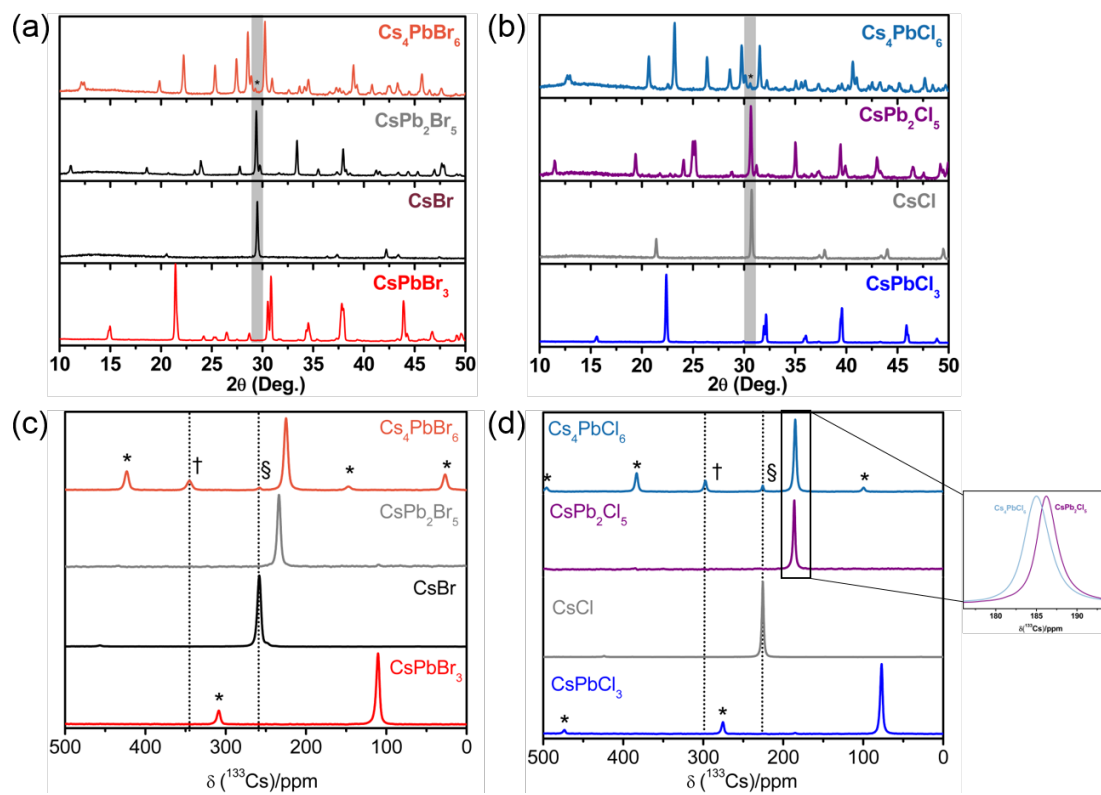 (a)
Cs₄PbBr₆
*
CsPb₂Br₅
CsBr
CsPbBr₃
10 15 20 25 30 35 40 45 50
2θ (Deg.)
(b)
Cs₄PbCl₆
*
CsPb₂Cl₅
CsCl
CsPbCl₃
10 15 20 25 30 35 40 45 50
2θ (Deg.)
(c)
Cs₄PbBr₆
* † § * *
CsPb₂Br₅
CsBr
CsPbBr₃
*
500 400 300 200 100 0
δ (¹³³Cs)/ppm
(d)
Cs₄PbCl₆
* * † § *
CsPb₂Cl₅
CsCl
CsPbCl₃
* *
500 400 300 200 100 0
δ (¹³³Cs)/ppm
Cs₄PbCl₆ CsPb₂Cl₅
180 185 190
δ(¹³³Cs)/ppm